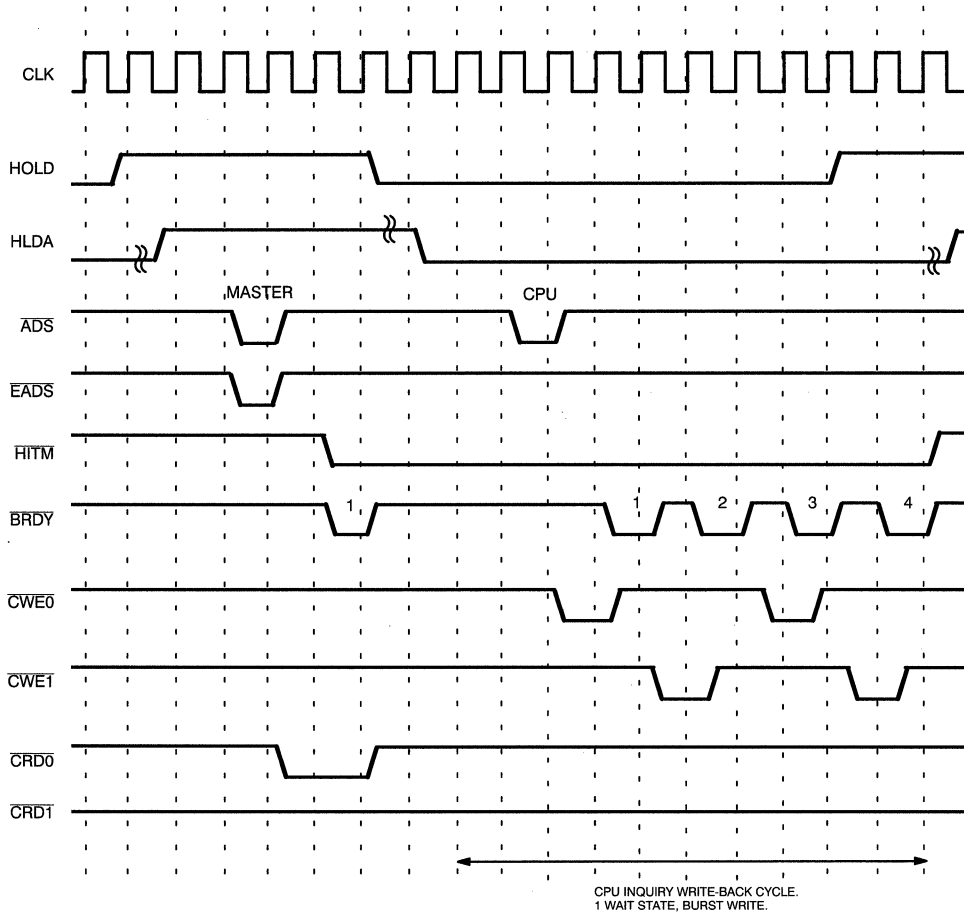 CLK
HOLD
HLDA
MASTER CPU
ADS
EADS
HITM
BRDY 1 1 2 3 4
CWE0
CWE1
CRD0
CRD1
CPU INQUIRY WRITE-BACK CYCLE.
1 WAIT STATE, BURST WRITE.